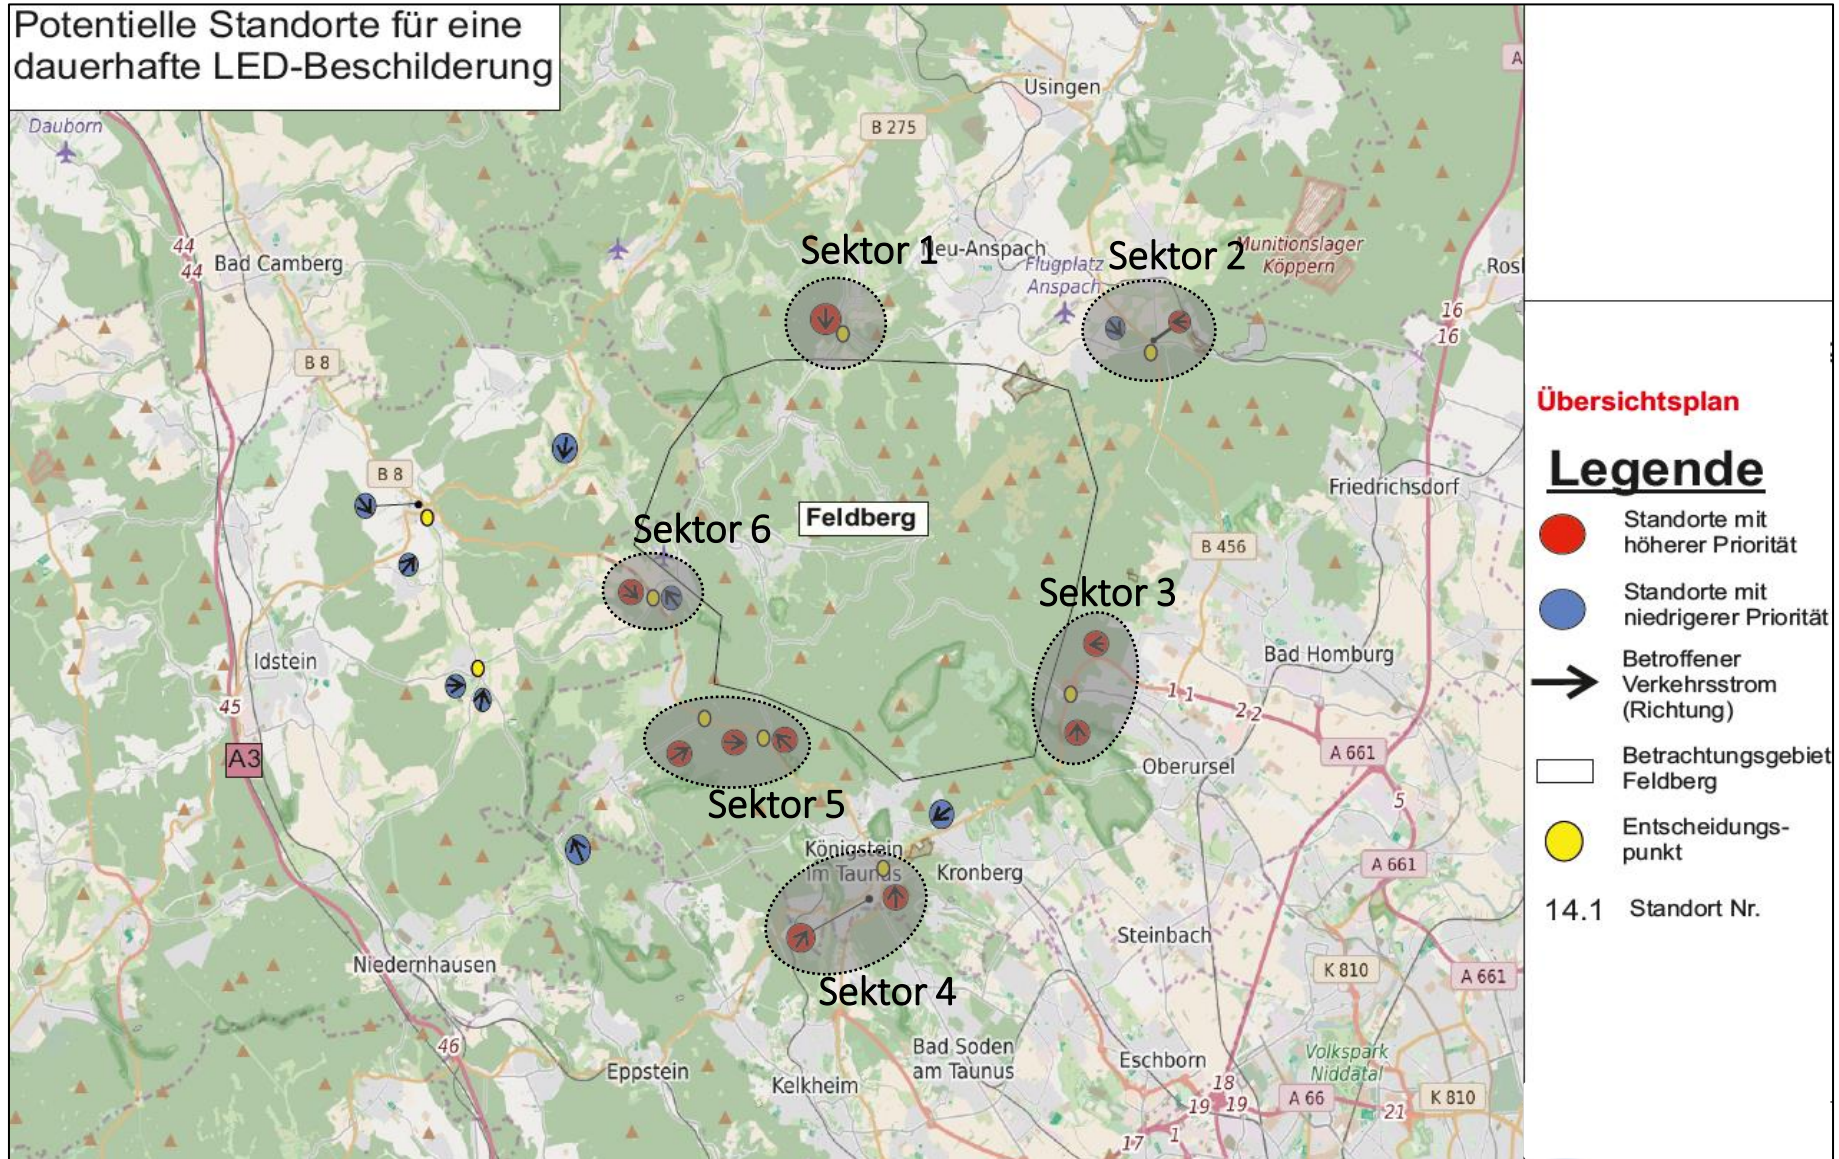 Potentielle Standorte für eine
dauerhafte LED-Beschilderung
Usingen
A
Dauborn
B 275
44
44
Bad Camberg
Sektor 1
Neu-Anspach
Flugplatz
Anspach
Sektor 2
Munitionslager
Köppern
16
16
B 8
B 8
Feldberg
Friedrichsdorf
Sektor 6
B 456
Sektor 3
Idstein
Bad Homburg
45
1 1
2 2
A3
A 661
Oberursel
5
Sektor 5
Königstein
im Taunus
Kronberg
A 661
Steinbach
Niedernhausen
K 810
A 661
Sektor 4
46
Eppstein
Kelkheim
Bad Soden
am Taunus
Eschborn
Volkspark
Niddatal
18
19
19
A 66
21
K 810
17
1
Übersichtsplan
Legende
Standorte mit
höherer Priorität
Standorte mit
niedrigerer Priorität
Betroffener
Verkehrsstrom
(Richtung)
Betrachtungsgebiet
Feldberg
Entscheidungs-
punkt
14.1 Standort Nr.